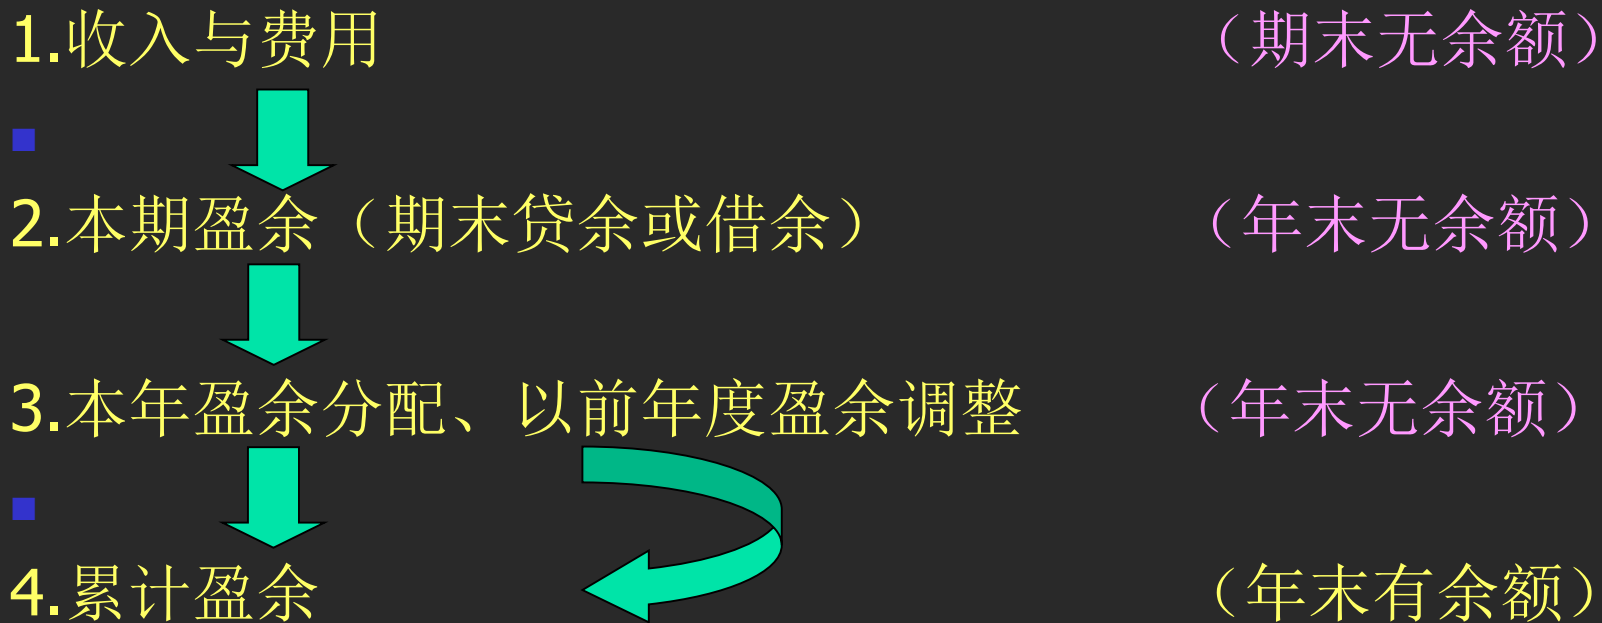 1.收入与费用 （期末无余额）
2.本期盈余（期末贷余或借余） （年末无余额）
3.本年盈余分配、以前年度盈余调整 （年末无余额）
4.累计盈余 （年末有余额）